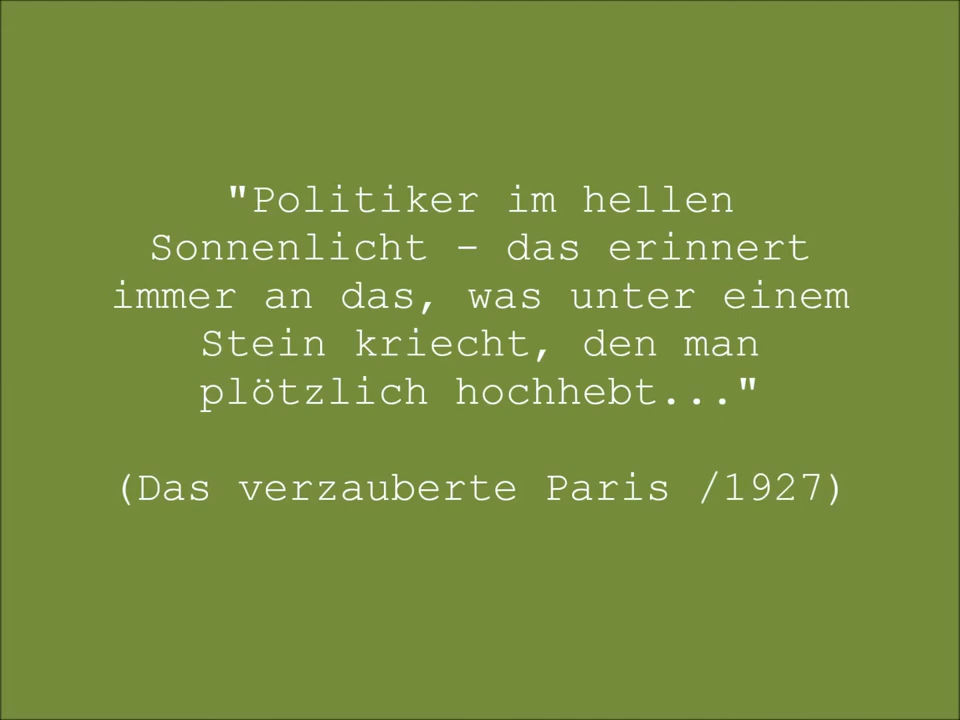 "Politiker im hellen
Sonnenlicht – das erinnert
immer an das, was unter einem
Stein kriecht, den man
plötzlich hochhebt..."
(Das verzauberte Paris /1927)